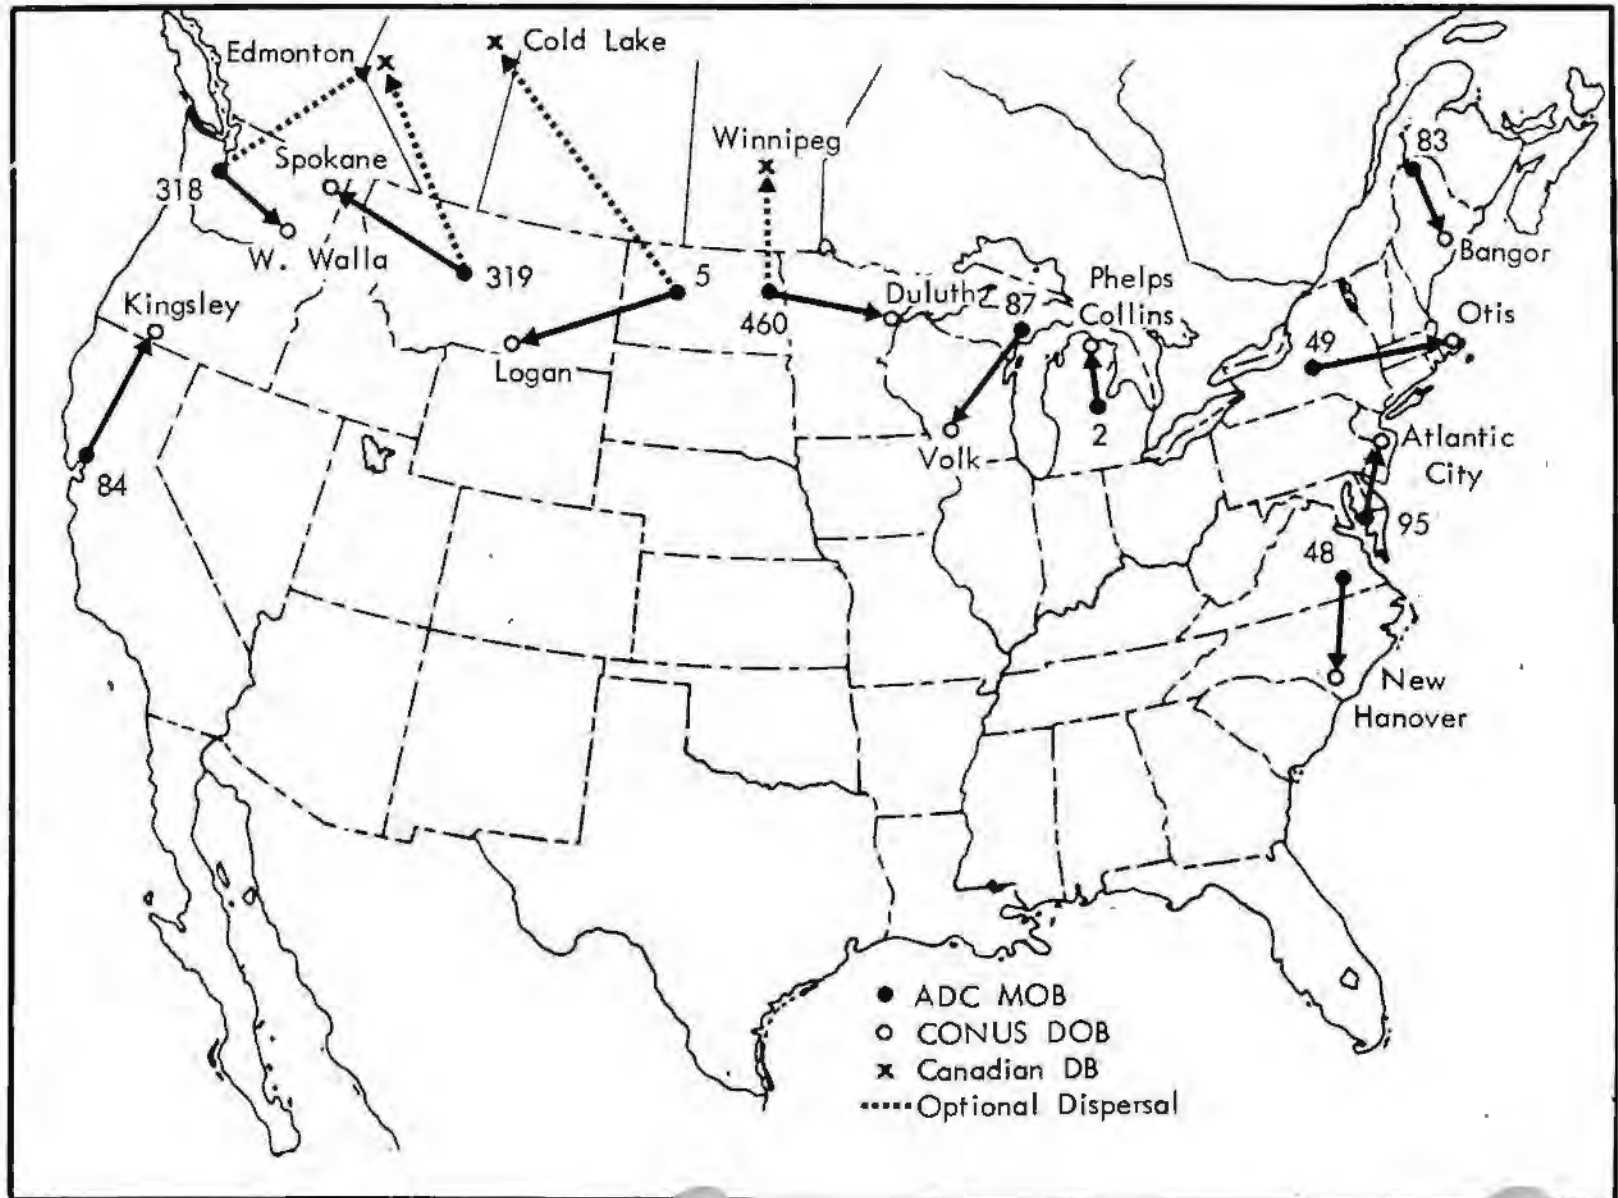 Edmonton
Cold Lake
Winnipeg
83
Spokane
318
Bangor
W. Walla
319
5
Phelps
Collins
Kingsley
Duluth
87
460
Otis
49
Logan
2
Atlantic
City
Volk
84
95
48
New
Hanover
ADC MOB
CONUS DOB
x Canadian DB
Optional Dispersal